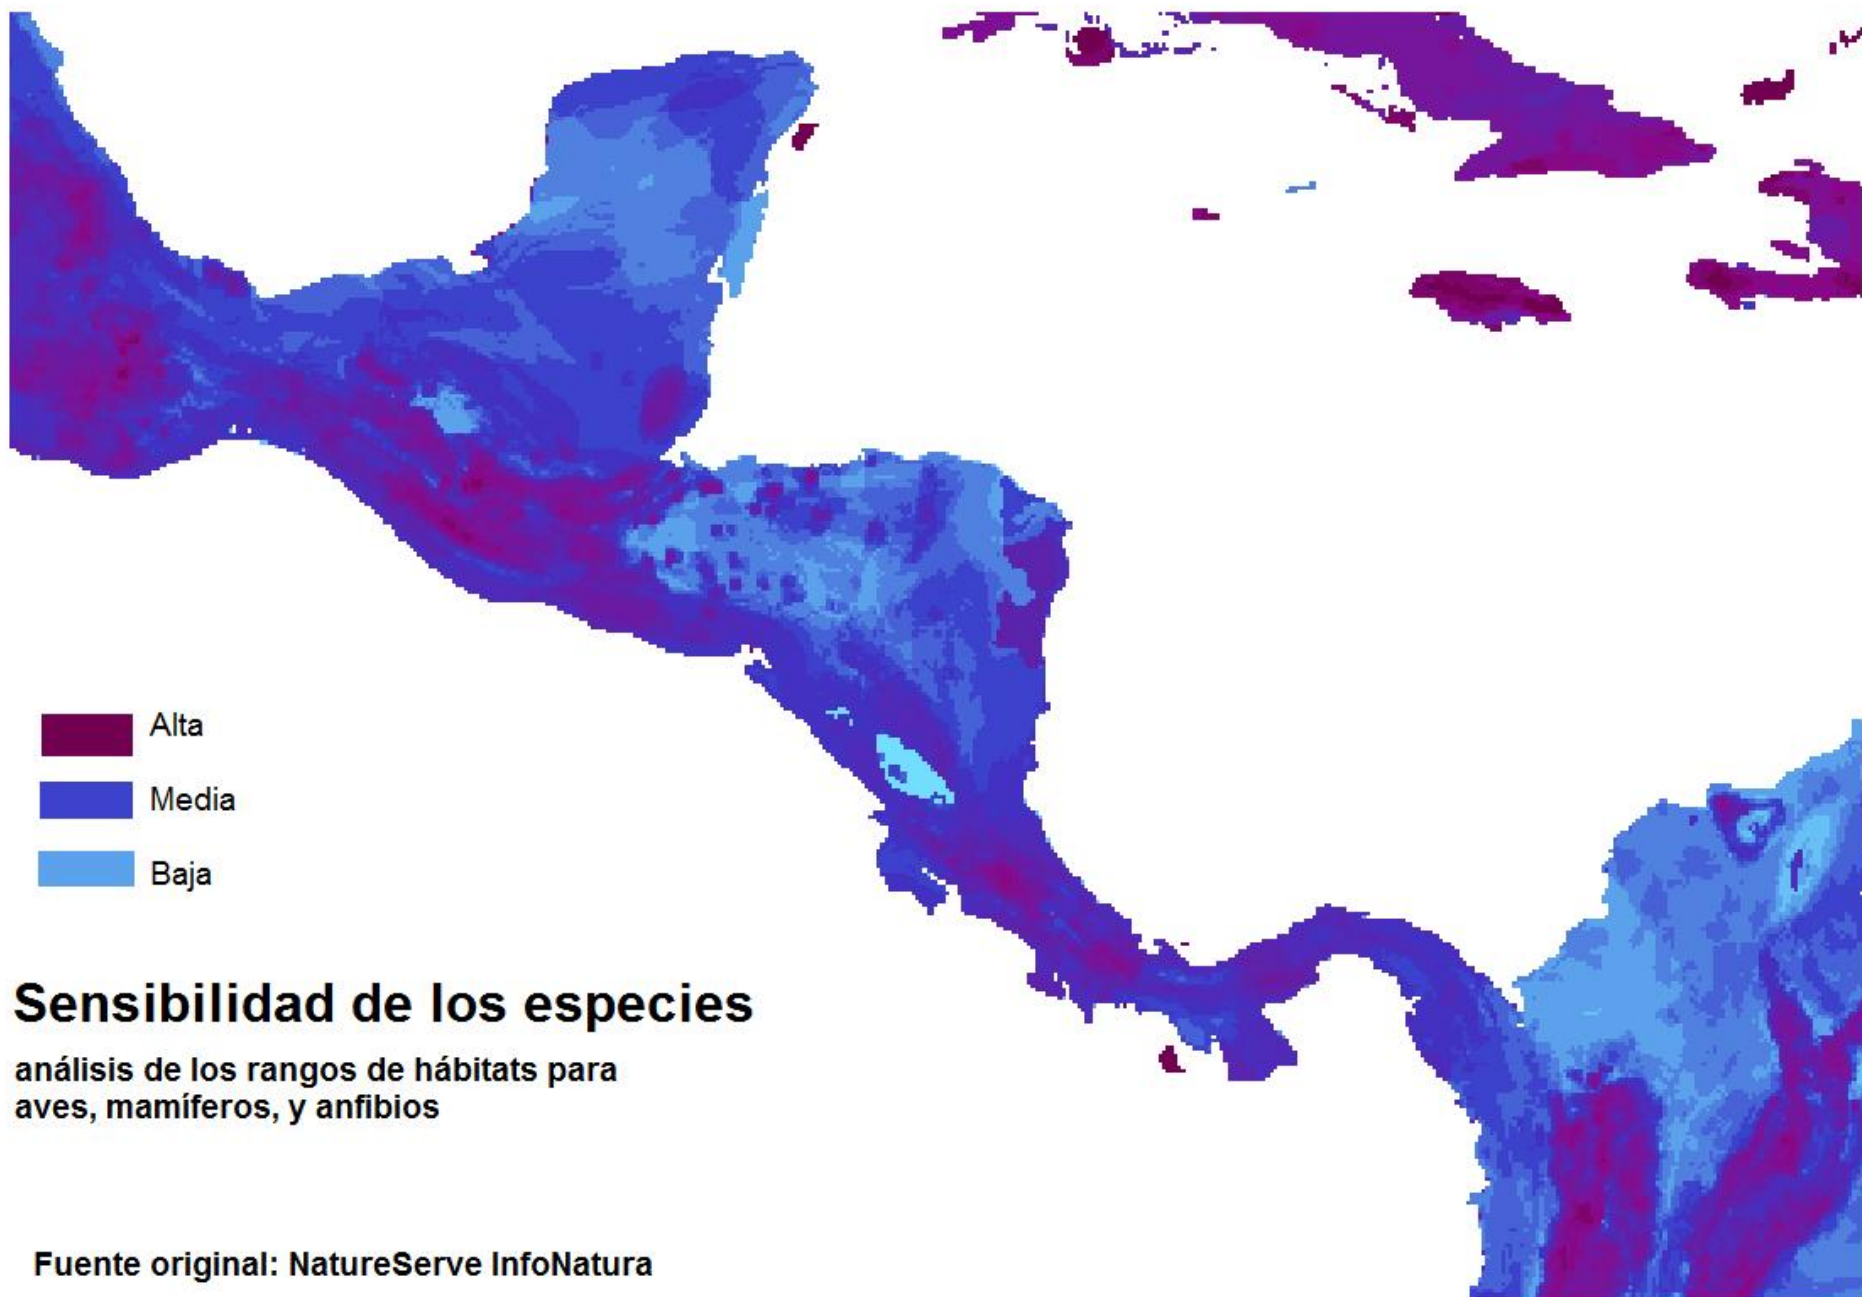 Alta
Media
Baja
Sensibilidad de los especies
análisis de los rangos de hábitats para
aves, mamíferos, y anfibios
Fuente original: NatureServe InfoNatura